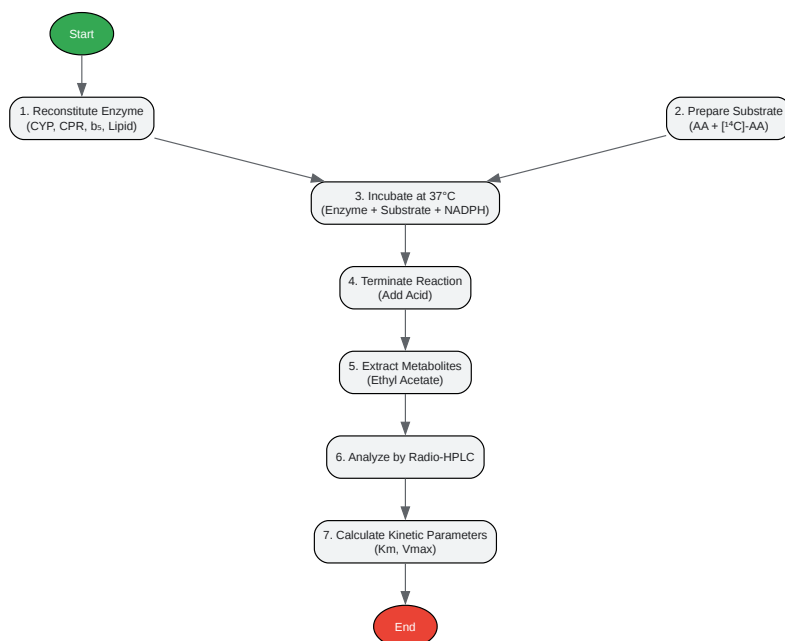 Start
1. Reconstitute Enzyme
(CYP, CPR, b₅, Lipid)
2. Prepare Substrate
(AA + [¹⁴C]-AA)
3. Incubate at 37°C
(Enzyme + Substrate + NADPH)
4. Terminate Reaction
(Add Acid)
5. Extract Metabolites
(Ethyl Acetate)
6. Analyze by Radio-HPLC
7. Calculate Kinetic Parameters
(Km, Vmax)
End